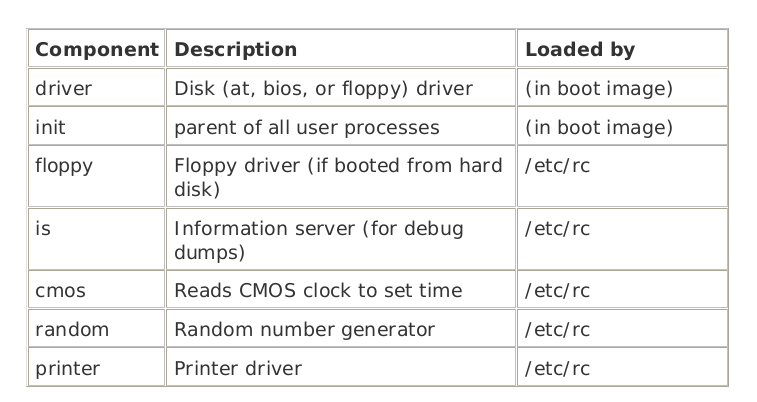 Component Description Loaded by
driver Disk (at, bios, or floppy) driver (in boot image)
init parent of all user processes (in boot image)
floppy Floppy driver (if booted from hard /etc/rc
disk)
is Information server (for debug /etc/rc
dumps)
cmos Reads CMOS clock to set time /etc/rc
random Random number generator /etc/rc
printer Printer driver /etc/rc